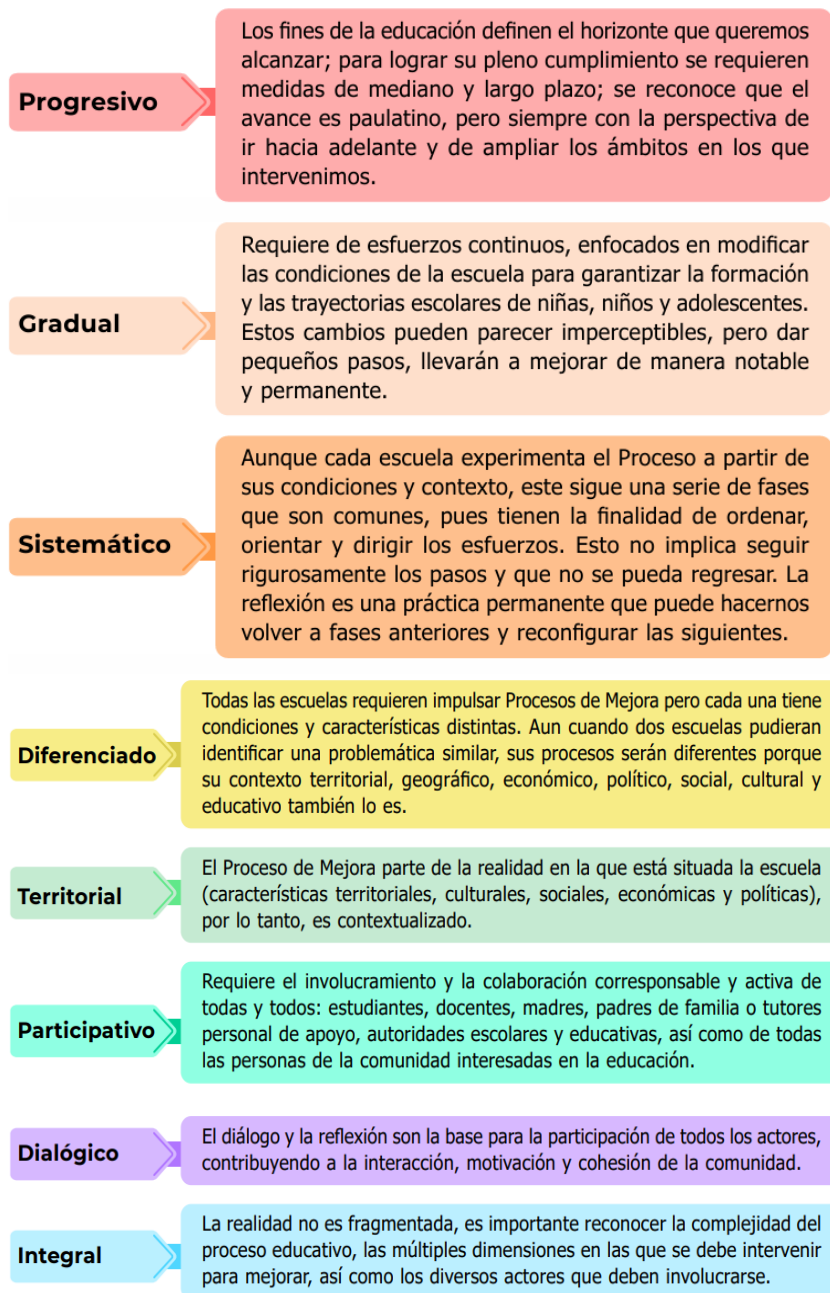 Progresivo
Los fines de la educación definen el horizonte que queremos
alcanzar; para lograr su pleno cumplimiento se requieren
medidas de mediano y largo plazo; se reconoce que el
avance es paulatino, pero siempre con la perspectiva de
ir hacia adelante y de ampliar los ámbitos en los que
intervenimos.
Gradual
Requiere de esfuerzos continuos, enfocados en modificar
las condiciones de la escuela para garantizar la formación
y las trayectorias escolares de niñas, niños y adolescentes.
Estos cambios pueden parecer imperceptibles, pero dar
pequeños pasos, llevarán a mejorar de manera notable
y permanente.
Sistemático
Aunque cada escuela experimenta el Proceso a partir de
sus condiciones y contexto, este sigue una serie de fases
que son comunes, pues tienen la finalidad de ordenar,
orientar y dirigir los esfuerzos. Esto no implica seguir
rigurosamente los pasos y que no se pueda regresar. La
reflexión es una práctica permanente que puede hacernos
volver a fases anteriores y reconfigurar las siguientes.
Diferenciado
Todas las escuelas requieren impulsar Procesos de Mejora pero cada una tiene
condiciones y características distintas. Aun cuando dos escuelas pudieran
identificar una problemática similar, sus procesos serán diferentes porque
su contexto territorial, geográfico, económico, político, social, cultural y
educativo también lo es.
Territorial
El Proceso de Mejora parte de la realidad en la que está situada la escuela
(características territoriales, culturales, sociales, económicas y políticas),
por lo tanto, es contextualizado.
Participativo
Requiere el involucramiento y la colaboración corresponsable y activa de
todas y todos: estudiantes, docentes, madres, padres de familia o tutores
personal de apoyo, autoridades escolares y educativas, así como de todas
las personas de la comunidad interesadas en la educación.
Dialógico
El diálogo y la reflexión son la base para la participación de todos los actores,
contribuyendo a la interacción, motivación y cohesión de la comunidad.
Integral
La realidad no es fragmentada, es importante reconocer la complejidad del
proceso educativo, las múltiples dimensiones en las que se debe intervenir
para mejorar, así como los diversos actores que deben involucrarse.